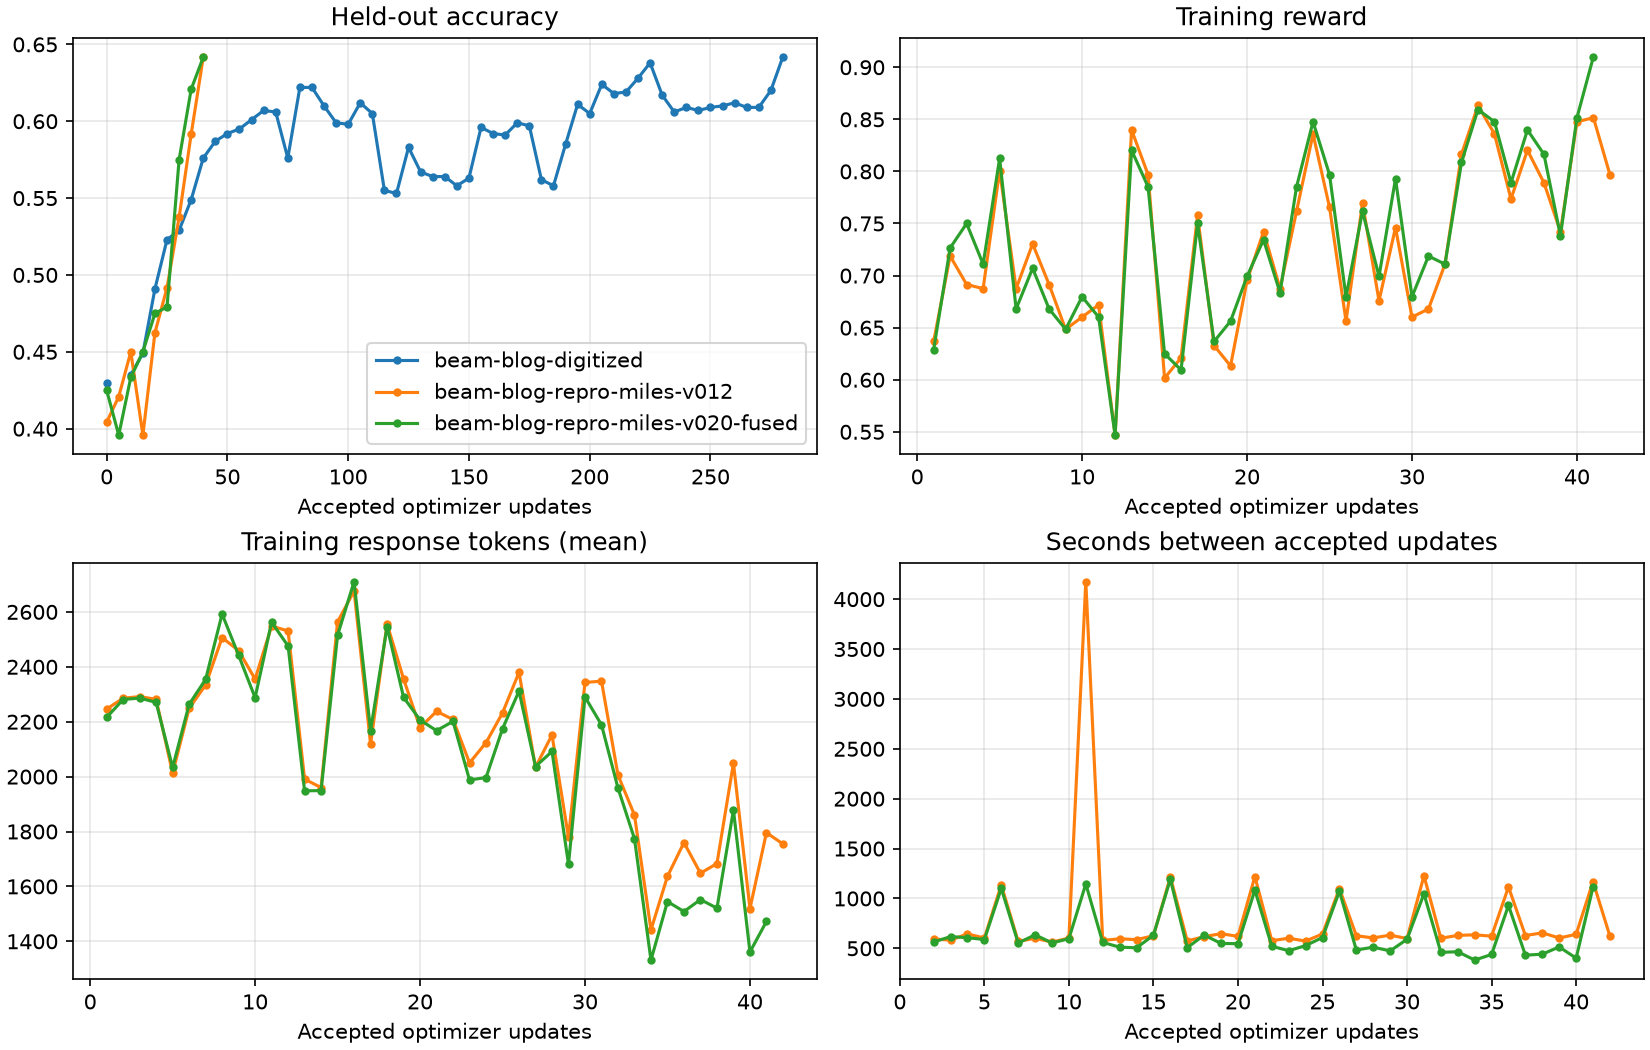 Held-out accuracy
0.65
0.60
0.55
0.50
0.45
0.40
beam-blog-digitized
beam-blog-repro-miles-v012
beam-blog-repro-miles-v020-fused
0 50 100 150 200 250
Accepted optimizer updates
Training reward
0.90
0.85
0.80
0.75
0.70
0.65
0.60
0.55
0 10 20 30 40
Accepted optimizer updates
Training response tokens (mean)
2600
2400
2200
2000
1800
1600
1400
0 10 20 30 40
Accepted optimizer updates
Seconds between accepted updates
4000
3500
3000
2500
2000
1500
1000
500
0 5 10 15 20 25 30 35 40
Accepted optimizer updates